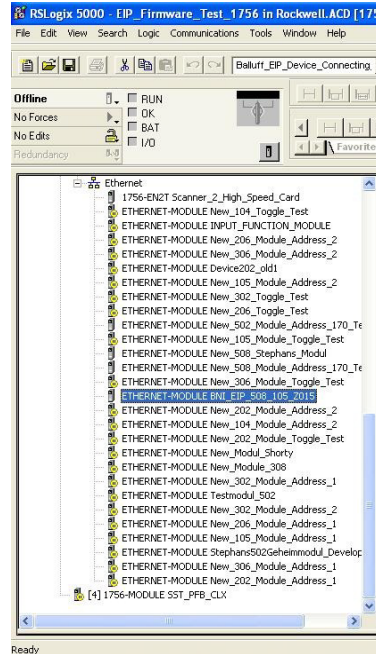 RSLogix 5000 - EIP_Firmware_Test_1756 in Rockwell.ACD [175
File Edit View Search Logic Communications Tools Window Help
Balluff_EIP_Device_Connecting_
Offline
RUN
No Forces
OK
BAT
No Edits
I/O
Redundancy
Favorite
Ethernet
1756-EN2T Scanner_2_High_Speed_Card
ETHERNET-MODULE New_104_Toggle_Test
ETHERNET-MODULE INPUT_FUNCTION_MODULE
ETHERNET-MODULE New_206_Module_Address_2
ETHERNET-MODULE New_306_Module_Address_2
ETHERNET-MODULE Device202_old1
ETHERNET-MODULE New_105_Module_Address_2
ETHERNET-MODULE New_302_Toggle_Test
ETHERNET-MODULE New_206_Toggle_Test
ETHERNET-MODULE New_502_Module_Address_170_Te
ETHERNET-MODULE New_105_Module_Toggle_Test
ETHERNET-MODULE New_508_Stephans_Modul
ETHERNET-MODULE New_508_Module_Address_170_Te
ETHERNET-MODULE New_306_Module_Toggle_Test
ETHERNET-MODULE BNI_EIP_508_105_Z015
ETHERNET-MODULE New_202_Module_Address_2
ETHERNET-MODULE New_104_Module_Address_2
ETHERNET-MODULE New_202_Module_Toggle_Test
ETHERNET-MODULE New_Modul_Shorty
ETHERNET-MODULE New_Module_308
ETHERNET-MODULE New_302_Module_Address_1
ETHERNET-MODULE Testmodul_502
ETHERNET-MODULE New_302_Module_Address_2
ETHERNET-MODULE New_206_Module_Address_1
ETHERNET-MODULE New_105_Module_Address_1
ETHERNET-MODULE Stephans502Geheimmodul_Develop
ETHERNET-MODULE New_306_Module_Address_1
ETHERNET-MODULE New_202_Module_Address_1
[4] 1756-MODULE SST_PFB_CLX
Ready